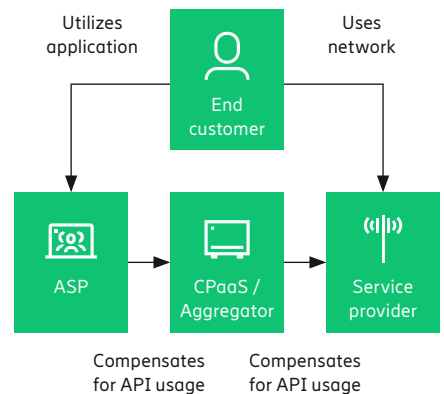 Utilizes
application
Uses
network
End
customer
ASP
CPaaS /
Aggregator
Service
provider
Compensates
for API usage
Compensates
for API usage